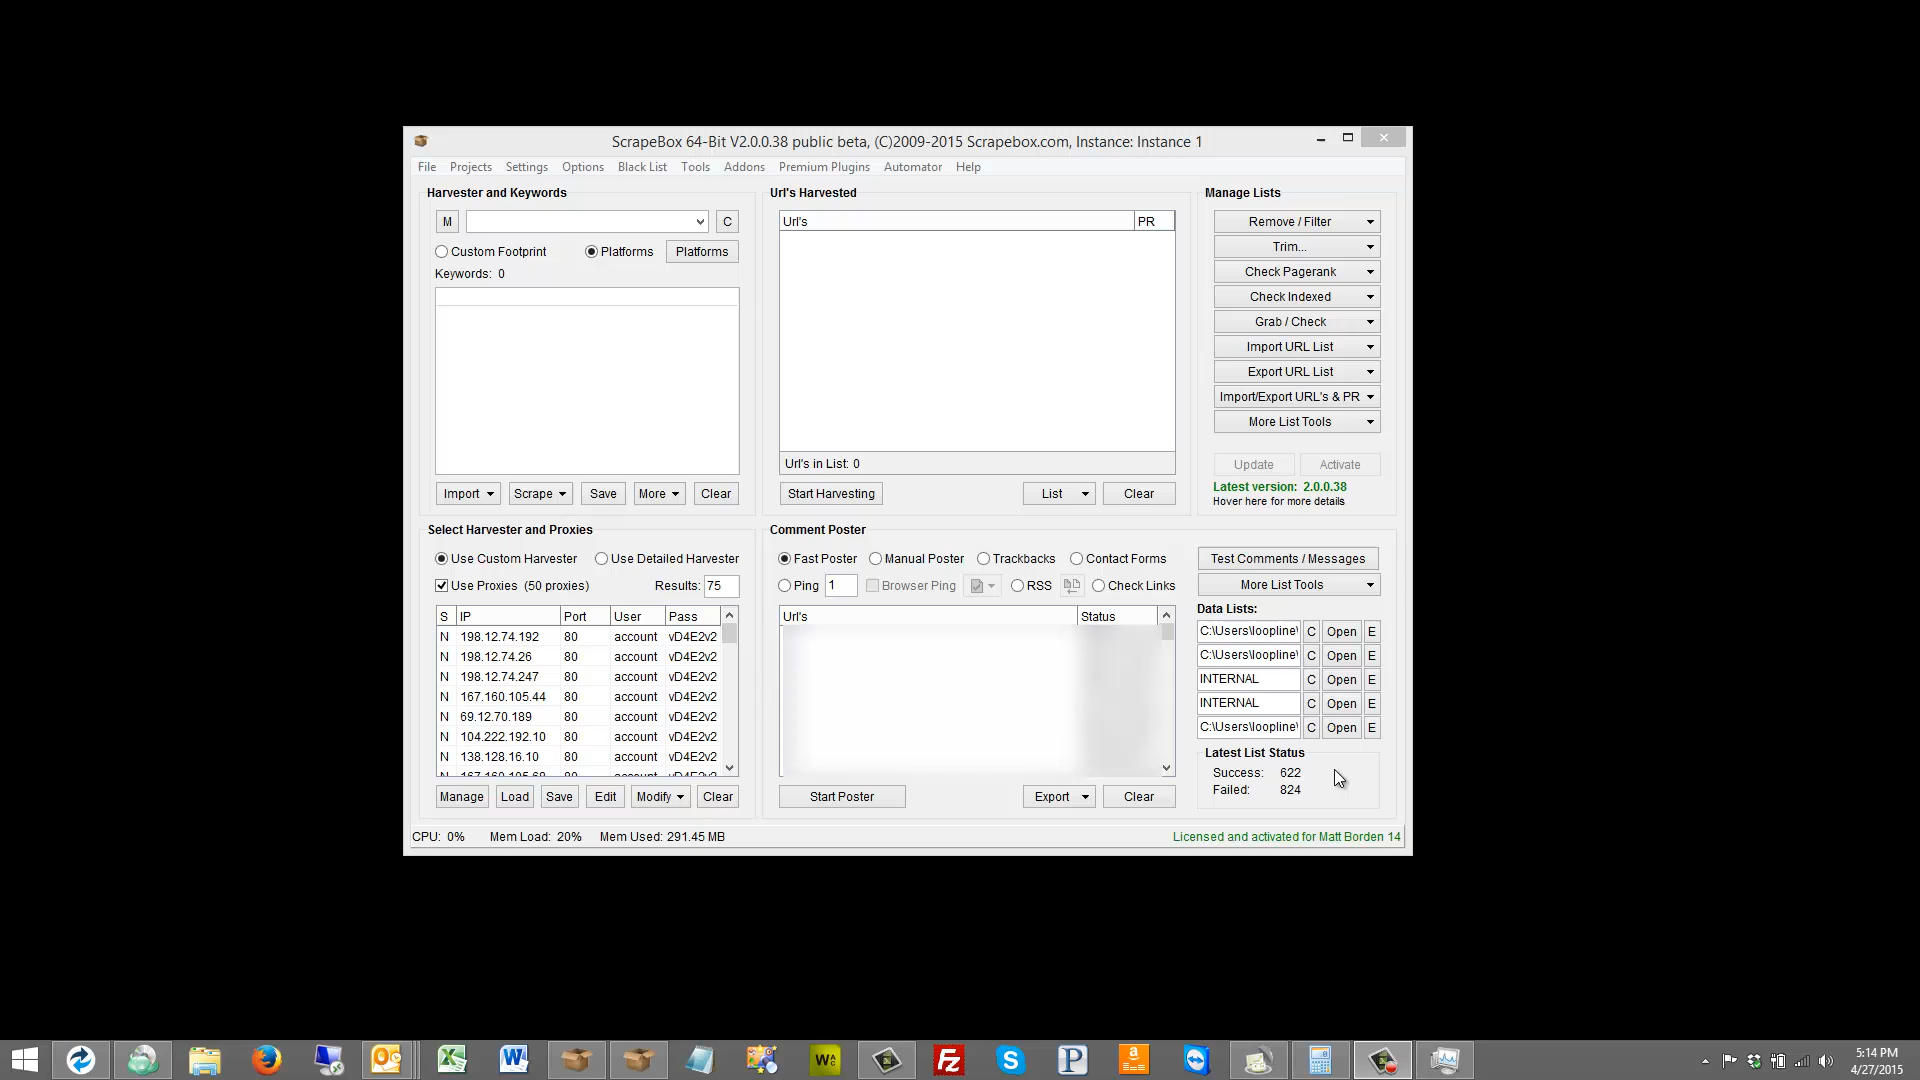 ScrapeBox 64-Bit V2.0.0.38 public beta, (C)2009-2015 Scrapebox.com, Instance: Instance 1
File Projects Settings Options Black List Tools Addons Premium Plugins Automator Help
Harvester and Keywords
M
C
Custom Footprint
Platforms
Platforms
Keywords: 0
Import
Scrape
Save
More
Clear
Url's Harvested
Url's PR
Url's in List: 0
Start Harvesting
List
Clear
Manage Lists
Remove / Filter
Trim...
Check Pagerank
Check Indexed
Grab / Check
Import URL List
Export URL List
Import/Export URL's & PR
More List Tools
Update
Activate
Latest version: 2.0.0.38
Hover here for more details
Select Harvester and Proxies
Use Custom Harvester
Use Detailed Harvester
Use Proxies (50 proxies)
Results: 75
S IP Port User Pass
N 198.12.74.192 80 account vD4E2v2
N 198.12.74.26 80 account vD4E2v2
N 198.12.74.247 80 account vD4E2v2
N 167.160.105.44 80 account vD4E2v2
N 69.12.70.189 80 account vD4E2v2
N 104.222.192.10 80 account vD4E2v2
N 138.128.16.10 80 account vD4E2v2
Manage
Load
Save
Edit
Modify
Clear
Comment Poster
Fast Poster
Manual Poster
Trackbacks
Contact Forms
Ping 1
Browser Ping
RSS
Check Links
Url's Status
Start Poster
Export
Clear
Test Comments / Messages
More List Tools
Data Lists:
C:\Users\loopline\ C Open E
C:\Users\loopline\ C Open E
INTERNAL C Open E
INTERNAL C Open E
C:\Users\loopline\ C Open E
Latest List Status
Success: 622
Failed: 824
CPU: 0% Mem Load: 20% Mem Used: 291.45 MB
Licensed and activated for Matt Borden 14
5:14 PM
4/27/2015